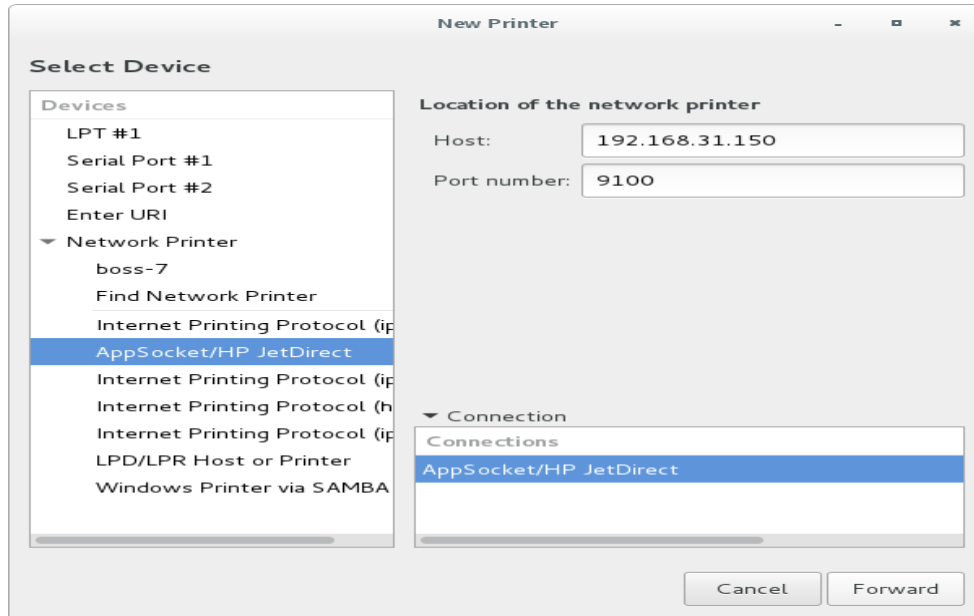 New Printer
Select Device
Devices
LPT #1
Serial Port #1
Serial Port #2
Enter URI
Network Printer
boss-7
Find Network Printer
Internet Printing Protocol (ip
AppSocket/HP JetDirect
Internet Printing Protocol (ip
Internet Printing Protocol (h
Internet Printing Protocol (ip
LPD/LPR Host or Printer
Windows Printer via SAMBA
Location of the network printer
Host: 192.168.31.150
Port number: 9100
Connection
Connections
AppSocket/HP JetDirect
Cancel Forward